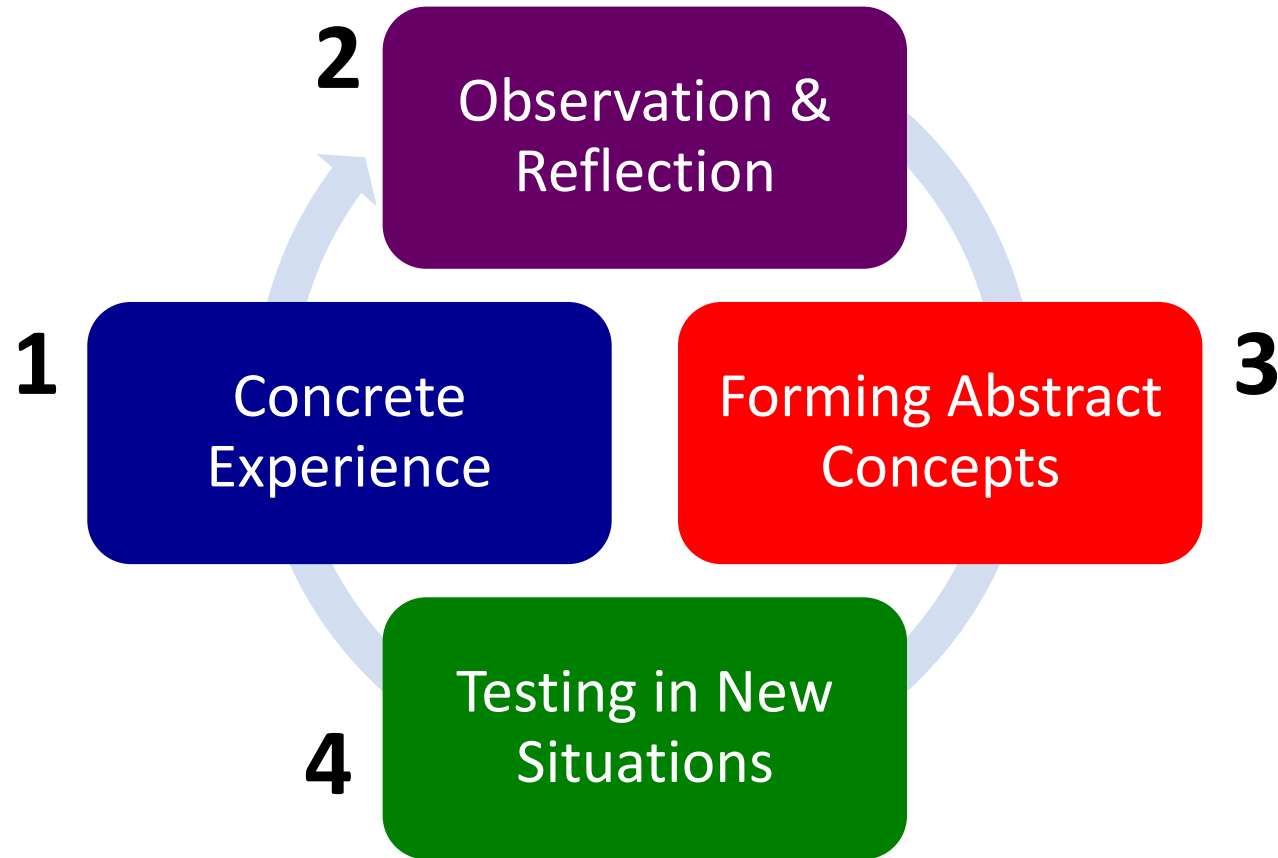 2
Observation &
Reflection
1
Concrete
Experience
Forming Abstract
Concepts
3
Testing in New
Situations
4